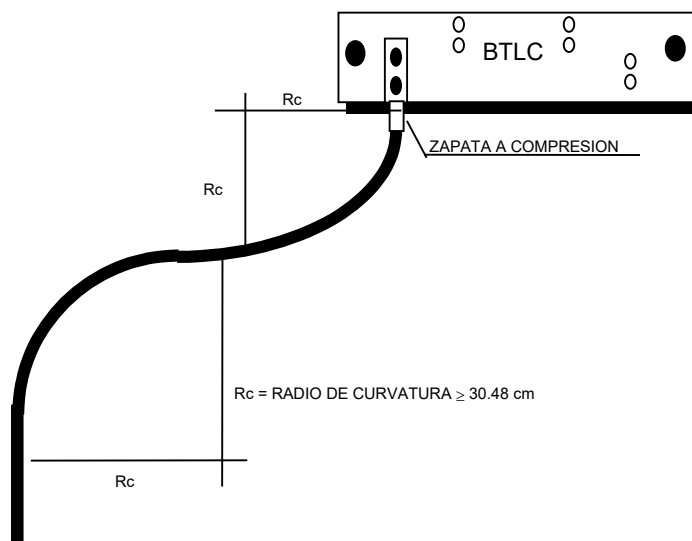 BTLC
Rc
ZAPATA A COMPRESION
Rc
Rc = RADIO DE CURVATURA ≥ 30.48 cm
Rc